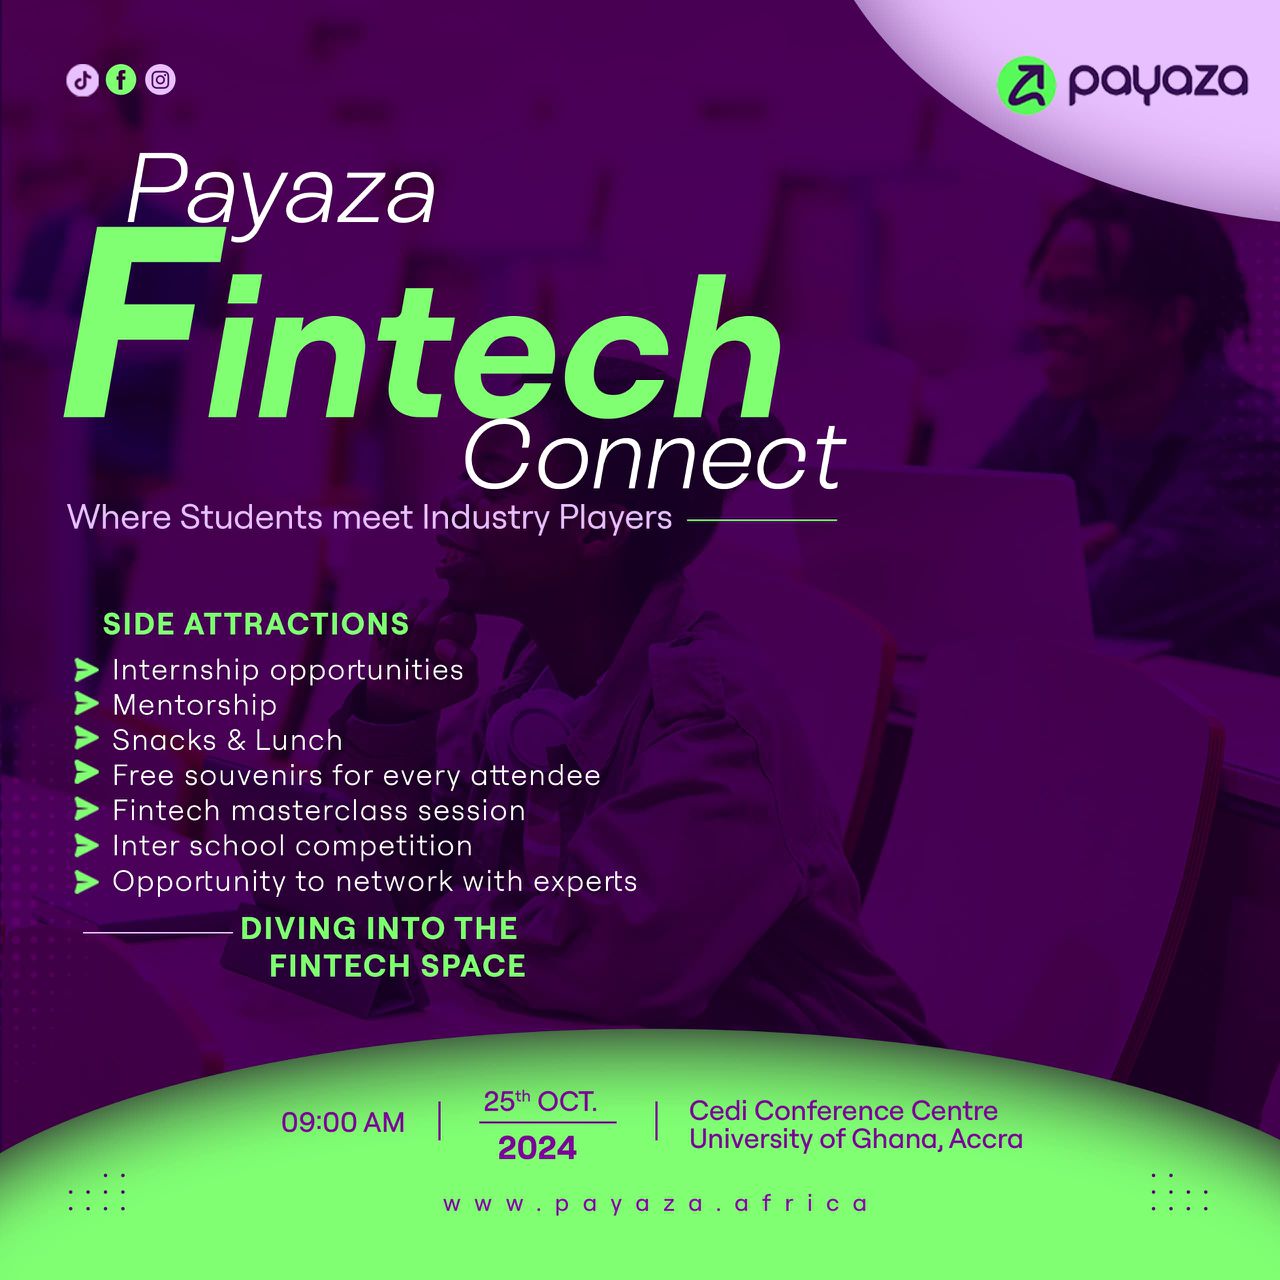 payaza
Payaza
Fintech
Connect
Where Students meet Industry Players
SIDE ATTRACTIONS
Internship opportunities
Mentorship
Snacks & Lunch
Free souvenirs for every attendee
Fintech masterclass session
Inter school competition
Opportunity to network with experts
DIVING INTO THE
FINTECH SPACE
09:00 AM
25th OCT.
2024
Cedi Conference Centre
University of Ghana, Accra
www.payaza.africa